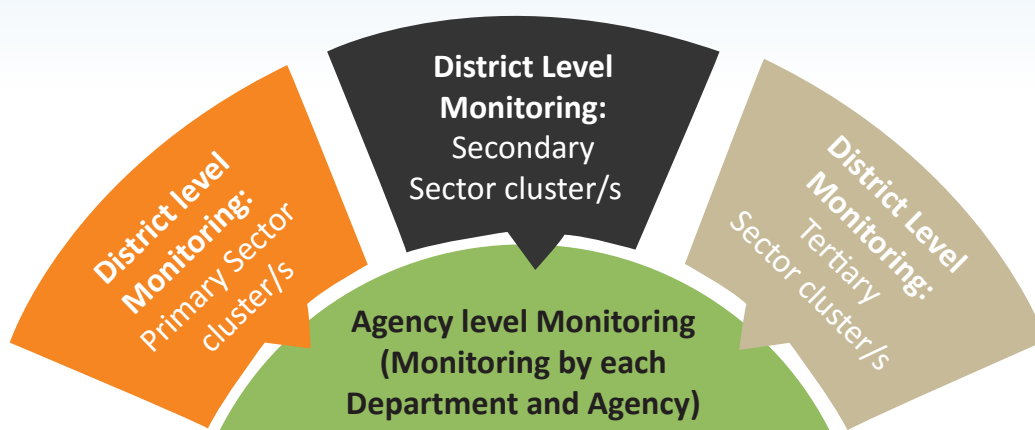 District level
Monitoring:
Primary Sector
cluster/s
District Level
Monitoring:
Secondary
Sector cluster/s
District Level
Monitoring:
Tertiary
Sector cluster/s
Agency level Monitoring
(Monitoring by each
Department and Agency)